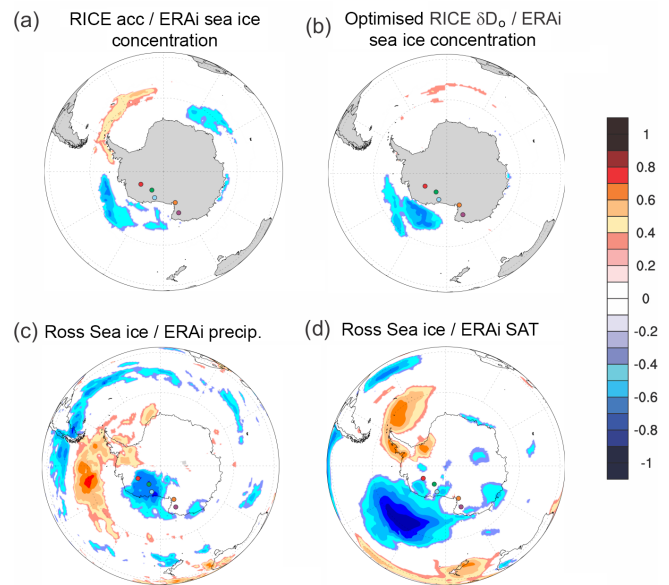 (a) RICE acc / ERAi sea ice
concentration
(b) Optimised RICE δDₒ / ERAi
sea ice concentration
1
0.8
0.6
0.4
0.2
0
-0.2
-0.4
-0.6
-0.8
-1
(c) Ross Sea ice / ERAi precip.
(d) Ross Sea ice / ERAi SAT